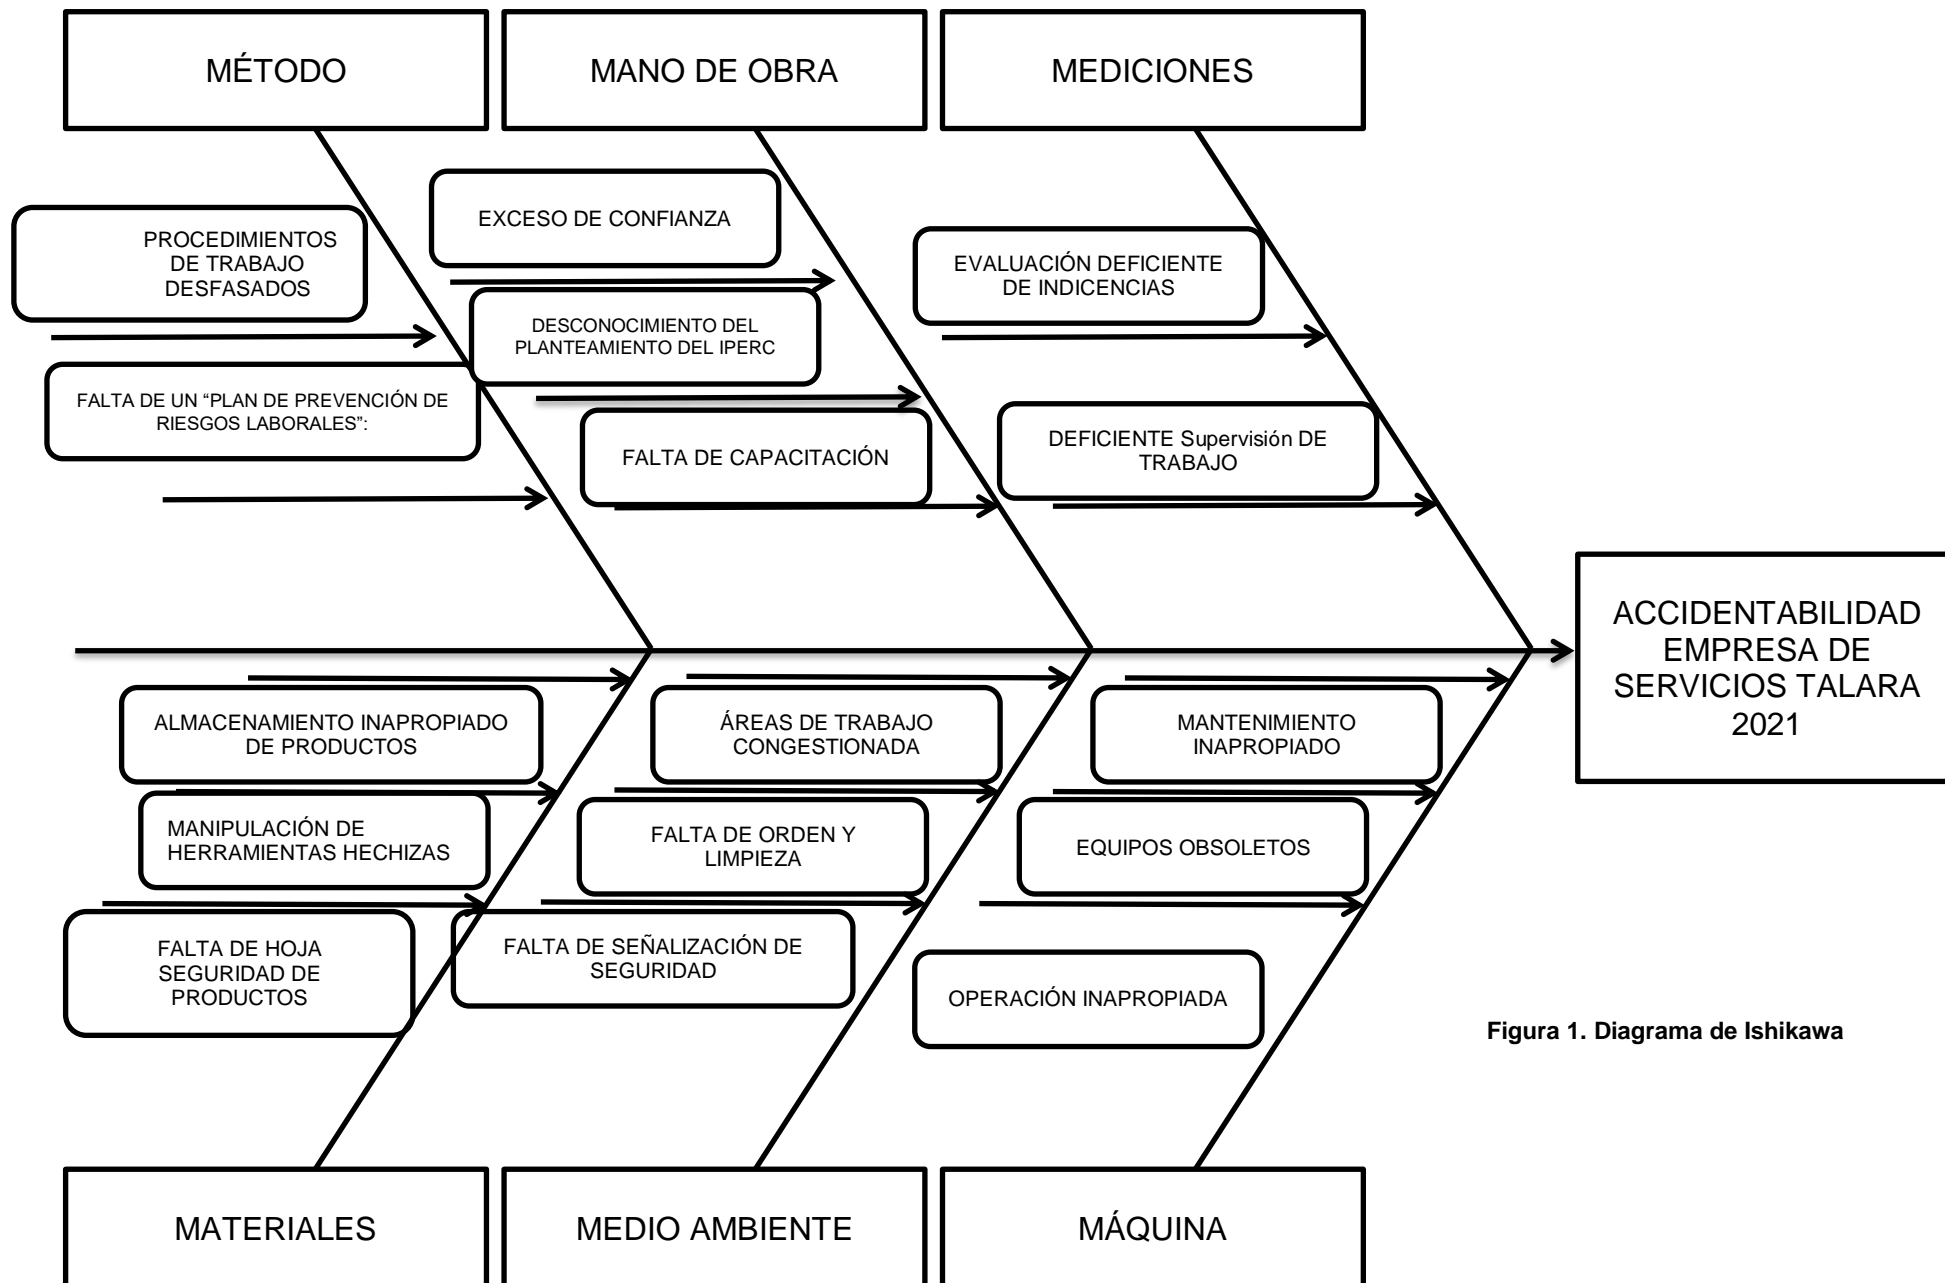 MÉTODO
MANO DE OBRA
MEDICIONES
PROCEDIMIENTOS
DE TRABAJO
DESFASADOS
FALTA DE UN “PLAN DE PREVENCIÓN DE
RIESGOS LABORALES”:
EXCESO DE CONFIANZA
DESCONOCIMIENTO DEL
PLANTEAMIENTO DEL IPERC
FALTA DE CAPACITACIÓN
EVALUACIÓN DEFICIENTE
DE INDICENCIAS
DEFICIENTE Supervisión DE
TRABAJO
ACCIDENTABILIDAD
EMPRESA DE
SERVICIOS TALARA
2021
ALMACENAMIENTO INAPROPIADO
DE PRODUCTOS
MANIPULACIÓN DE
HERRAMIENTAS HECHIZAS
FALTA DE HOJA
SEGURIDAD DE
PRODUCTOS
ÁREAS DE TRABAJO
CONGESTIONADA
FALTA DE ORDEN Y
LIMPIEZA
FALTA DE SEÑALIZACIÓN DE
SEGURIDAD
MANTENIMIENTO
INAPROPIADO
EQUIPOS OBSOLETOS
OPERACIÓN INAPROPIADA
Figura 1. Diagrama de Ishikawa
MATERIALES
MEDIO AMBIENTE
MÁQUINA